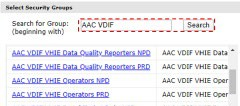 Select Security Groups
Search for Group: AAC VDIF Search
(beginning with)
AAC VDIF VHIE Data Quality Reporters NPD AAC VDIF VHIE Data
AAC VDIF VHIE Data Quality Reporters PRD AAC VDIF VHIE Data
AAC VDIF VHIE Operators NPD AAC VDIF VHIE Oper
AAC VDIF VHIE Operators PRD AAC VDIF VHIE Oper